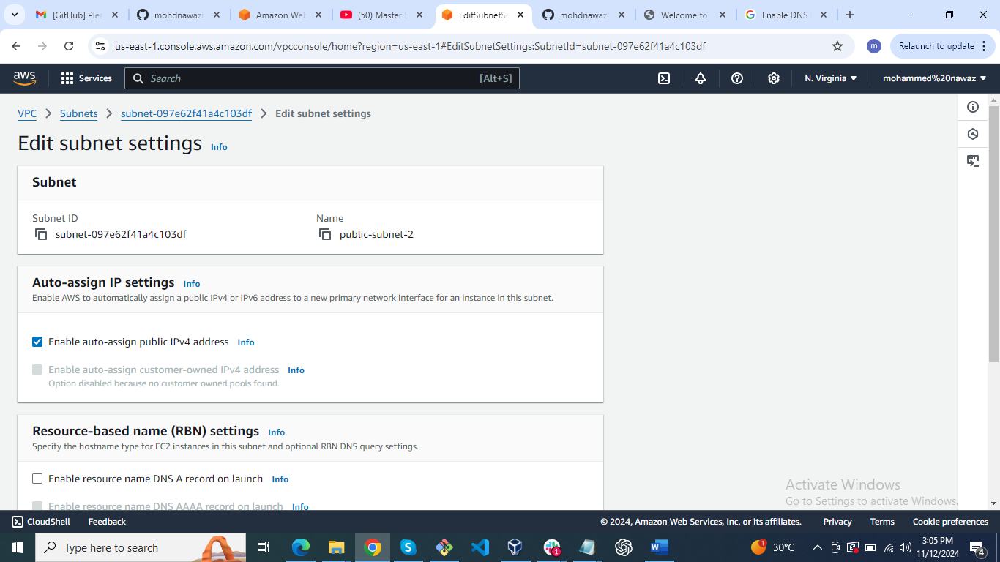 [GitHub] Plea
mohdnawaz
Amazon Web
(50) Master S
EditSubnetSe
mohdnawaz
Welcome to
Enable DNS
us-east-1.console.aws.amazon.com/vpcconsole/home?region=us-east-1#EditSubnetSettings:SubnetId=subnet-097e62f41a4c103df
m
Relaunch to update
aws
Services
Search
[Alt+S]
N. Virginia
mohammed%20nawaz
VPC
Subnets
subnet-097e62f41a4c103df
Edit subnet settings
Edit subnet settings Info
Subnet
Subnet ID
subnet-097e62f41a4c103df
Name
public-subnet-2
Auto-assign IP settings Info
Enable AWS to automatically assign a public IPv4 or IPv6 address to a new primary network interface for an instance in this subnet.
Enable auto-assign public IPv4 address Info
Enable auto-assign customer-owned IPv4 address Info
Option disabled because no customer owned pools found.
Resource-based name (RBN) settings Info
Specify the hostname type for EC2 instances in this subnet and optional RBN DNS query settings.
Enable resource name DNS A record on launch Info
Enable resource name DNS AAAA record on launch Info
Activate Windows
Go to Settings to activate Windows.
CloudShell
Feedback
© 2024, Amazon Web Services, Inc. or its affiliates.
Privacy
Terms
Cookie preferences
Type here to search
1
1
30°C
3:05 PM
11/12/2024
4